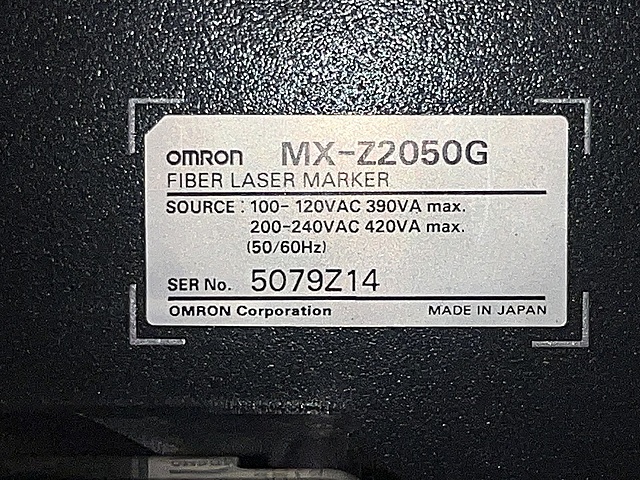 OMRON MX-Z2050G
FIBER LASER MARKER
SOURCE : 100-120VAC 390VA max.
200-240VAC 420VA max.
(50/60Hz)
SER No. 5079Z14
OMRON Corporation MADE IN JAPAN